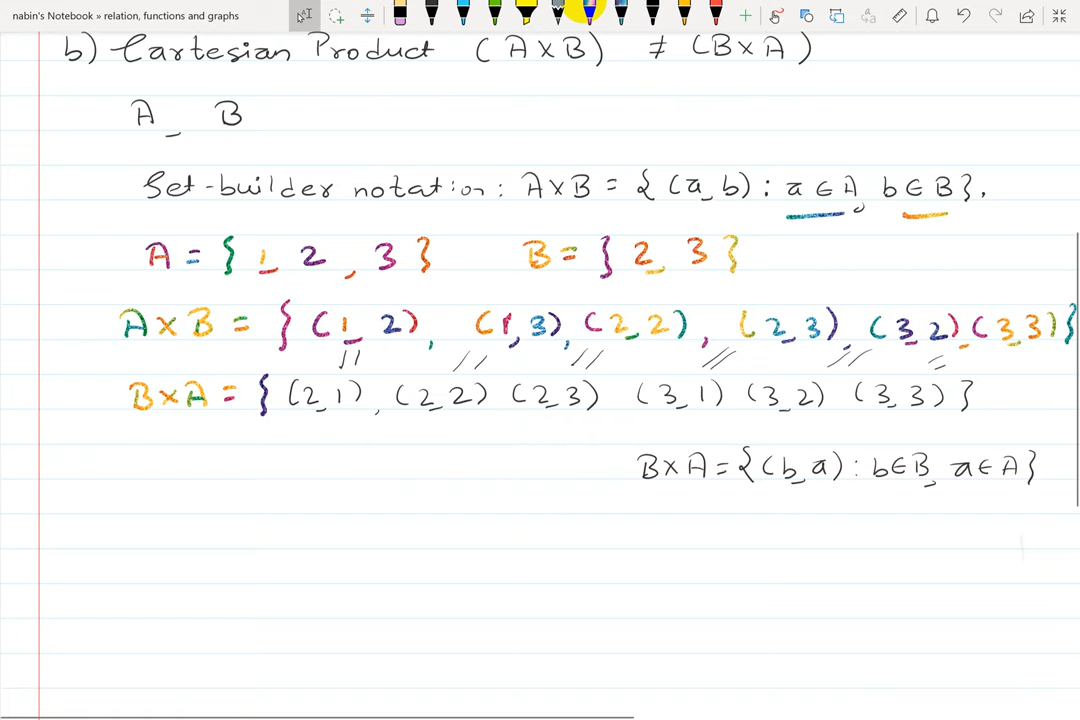 nabin's Notebook » relation, functions and graphs
b) Cartesian Product (A×B) ≠ (B×A)
A, B
Set-builder notation: A×B = {(a,b) : a∈A, b∈B}.
A = {1, 2, 3} B = {2, 3}
A×B = {(1,2), (1,3), (2,2), (2,3), (3,2), (3,3)}
B×A = {(2,1), (2,2) (2,3) (3,1) (3,2) (3,3)}
B×A = {(b,a) : b∈B, a∈A}